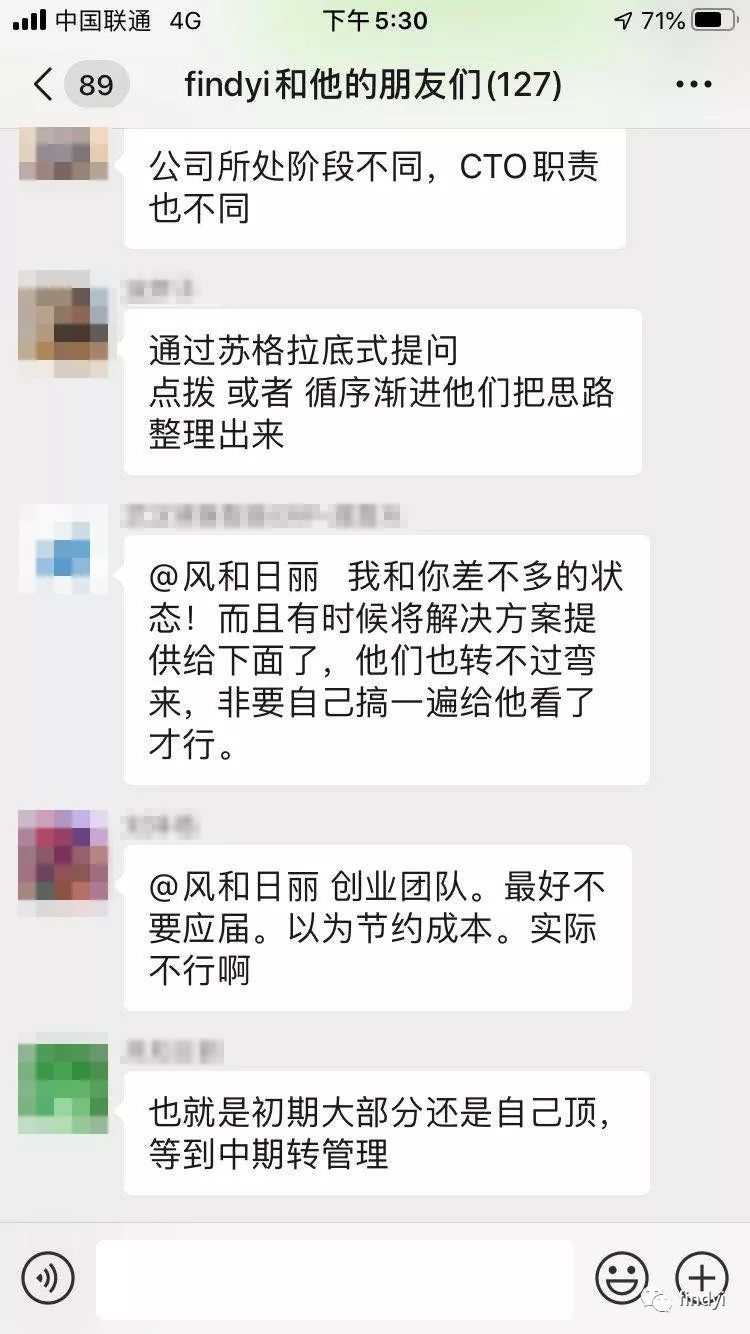 中国联通 4G
下午5:30
71%
89
findyi和他的朋友们(127)
公司所处阶段不同，CTO职责
也不同
通过苏格拉底式提问
点拨 或者 循序渐进他们把思路
整理出来
@风和日丽 我和你差不多的状
态！而且有时候将解决方案提
供给下面了，他们也转不过弯
来，非要自己搞一遍给他看了
才行。
@风和日丽 创业团队。最好不
要应届。以为节约成本。实际
不行啊
也就是初期大部分还是自己顶，
等到中期转管理
findyi